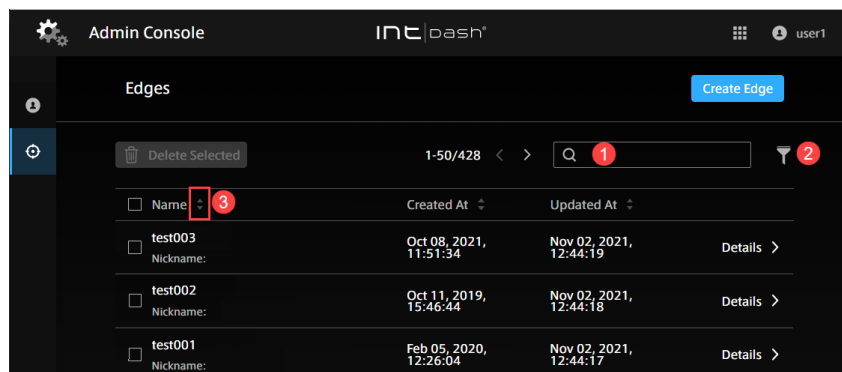 Admin Console
intdash®
user1
Edges
Create Edge
Delete Selected
1-50/428
1
2
Name
3
Created At
Updated At
test003
Nickname:
Oct 08, 2021,
11:51:34
Nov 02, 2021,
12:44:19
Details
test002
Nickname:
Oct 11, 2019,
15:46:44
Nov 02, 2021,
12:44:18
Details
test001
Nickname:
Feb 05, 2020,
12:26:04
Nov 02, 2021,
12:44:17
Details